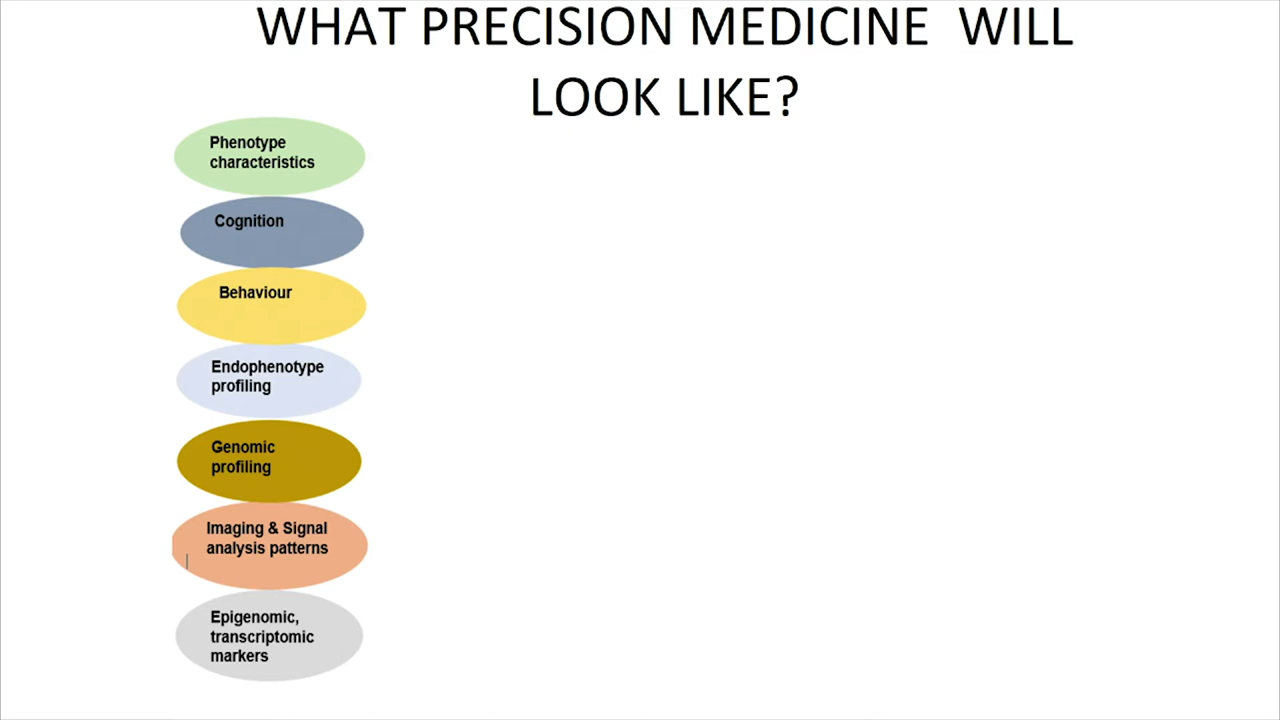 WHAT PRECISION MEDICINE WILL
LOOK LIKE?
Phenotype
characteristics
Cognition
Behaviour
Endophenotype
profiling
Genomic
profiling
Imaging & Signal
analysis patterns
Epigenomic,
transcriptomic
markers